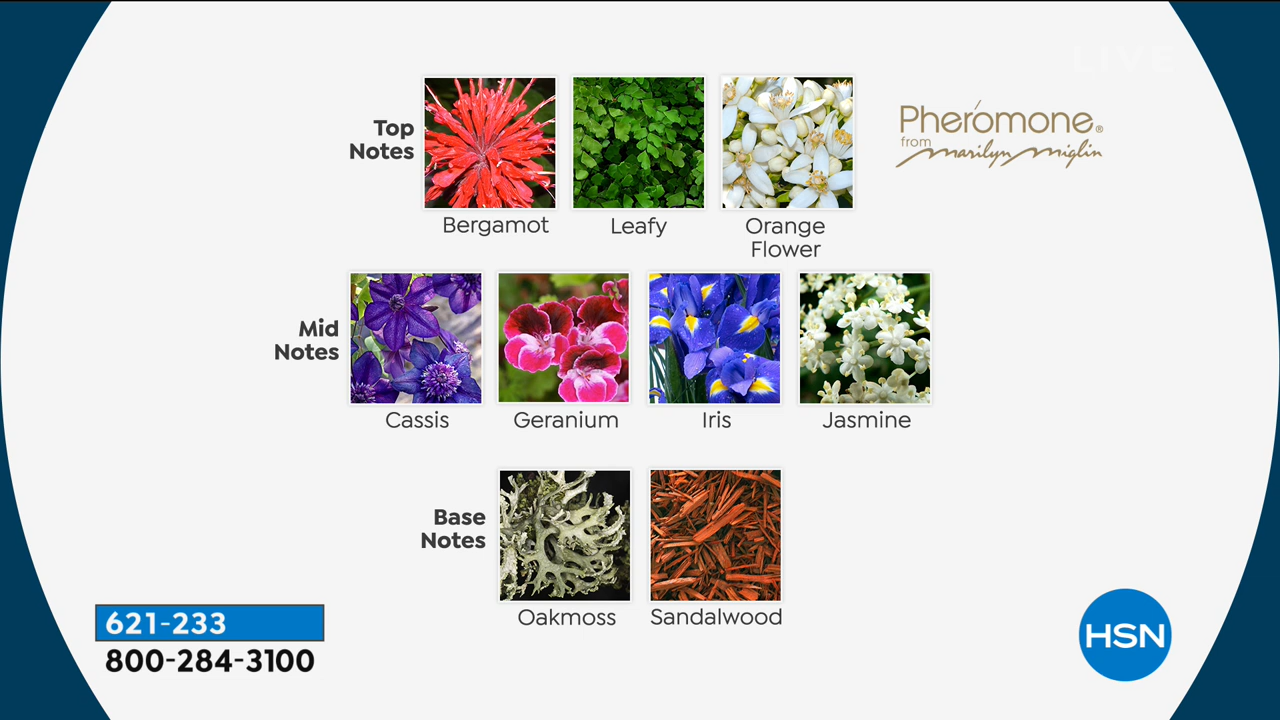 LIVE
Top
Notes
Pheromone®
from marilyn miglin
Bergamot
Leafy
Orange
Flower
Mid
Notes
Cassis
Geranium
Iris
Jasmine
Base
Notes
Oakmoss
Sandalwood
621-233
800-284-3100
HSN